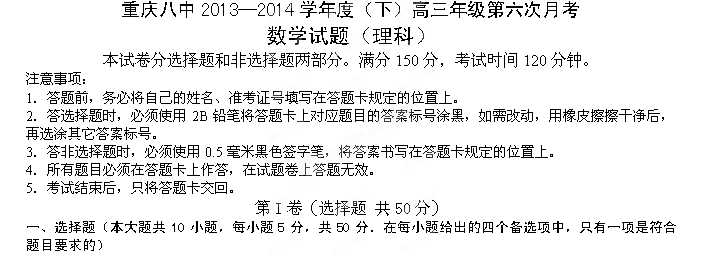 重庆八中 2013—2014 学年度（下）高三年级第六次月考
数学试题（理科）
本试卷分选择题和非选择题两部分。满分 150 分，考试时间 120 分钟。
注意事项：
1．答题前，务必将自己的姓名、准考证号填写在答题卡规定的位置上。
2．答选择题时，必须使用 2B 铅笔将答题卡上对应题目的答案标号涂黑，如需改动，用橡皮擦擦干净后，
再选涂其它答案标号。
3．答非选择题时，必须使用 0.5 毫米黑色签字笔，将答案书写在答题卡规定的位置上。
4．所有题目必须在答题卡上作答，在试题卷上答题无效。
5．考试结束后，只将答题卡交回。
第 I 卷（选择题 共 50 分）
一、选择题（本大题共 10 小题，每小题 5 分，共 50 分．在每小题给出的四个备选项中，只有一项是符合
题目要求的）